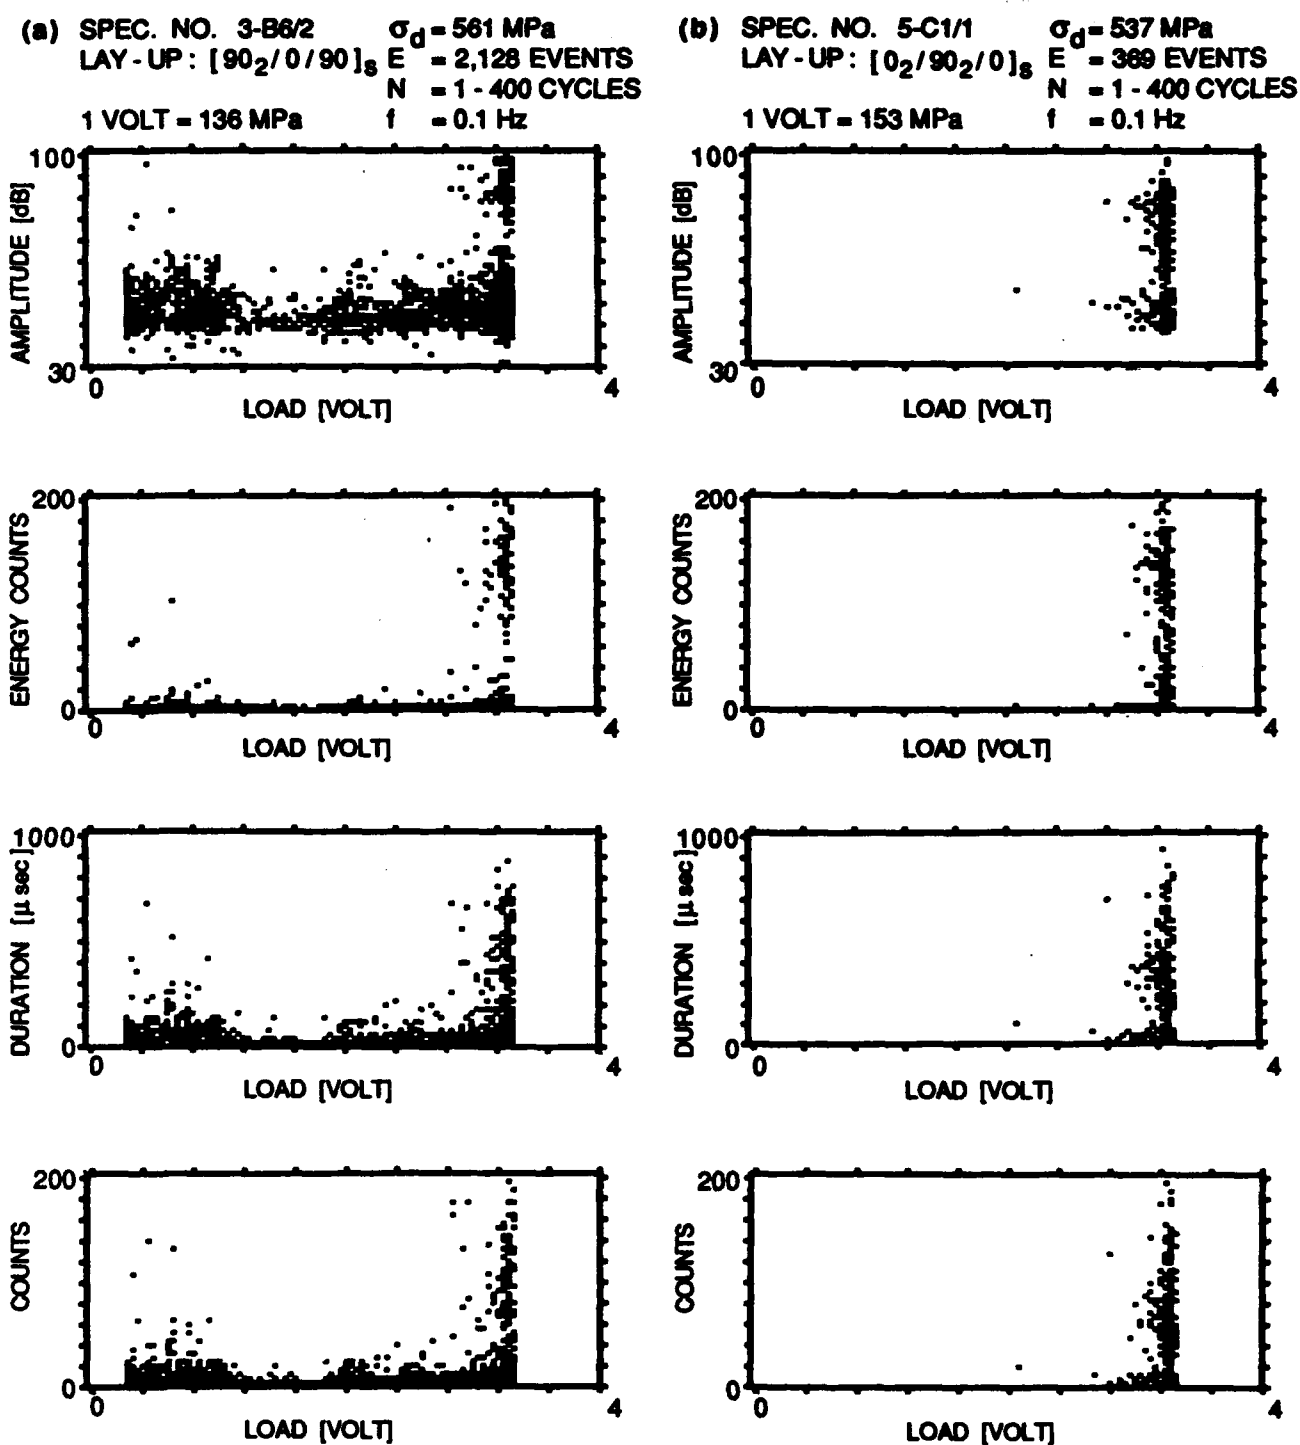 (a) SPEC. NO. 3-B6/2 σd = 561 MPa
LAY-UP: [90₂/0/90]s E = 2,128 EVENTS
N = 1 - 400 CYCLES
1 VOLT = 136 MPa f = 0.1 Hz
(b) SPEC. NO. 5-C1/1 σd = 537 MPa
LAY-UP: [0₂/90₂/0]s E = 369 EVENTS
N = 1 - 400 CYCLES
1 VOLT = 153 MPa f = 0.1 Hz
100
AMPLITUDE [dB]
30
0
4
LOAD [VOLT]
100
AMPLITUDE [dB]
30
0
4
LOAD [VOLT]
200
ENERGY COUNTS
0
0
4
LOAD [VOLT]
200
ENERGY COUNTS
0
0
4
LOAD [VOLT]
1000
DURATION [μ sec]
0
0
4
LOAD [VOLT]
1000
DURATION [μ sec]
0
0
4
LOAD [VOLT]
200
COUNTS
0
0
4
LOAD [VOLT]
200
COUNTS
0
0
4
LOAD [VOLT]